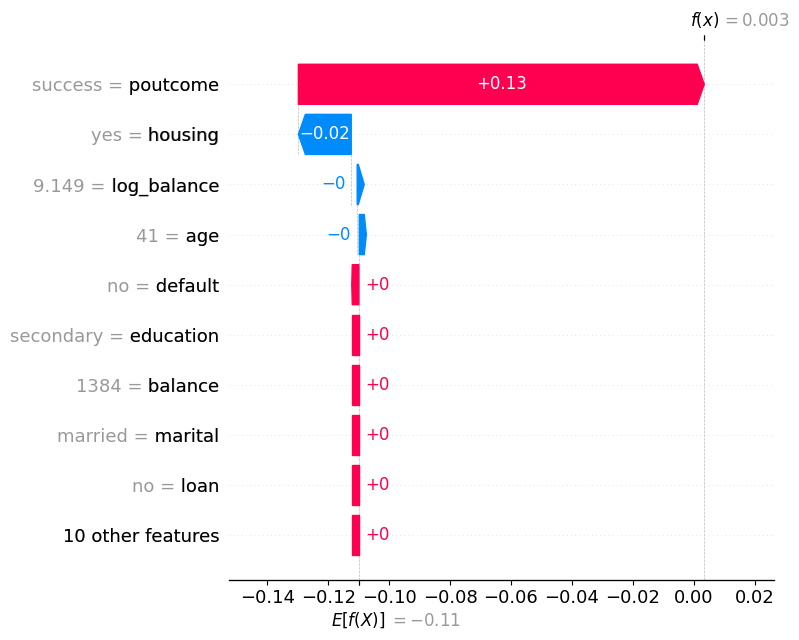 f(x) = 0.003
success = poutcome
+0.13
yes = housing
−0.02
9.149 = log_balance
−0
41 = age
−0
no = default
+0
secondary = education
+0
1384 = balance
+0
married = marital
+0
no = loan
+0
10 other features
+0
−0.14 −0.12 −0.10 −0.08 −0.06 −0.04 −0.02 0.00 0.02
E[f(X)] = −0.11